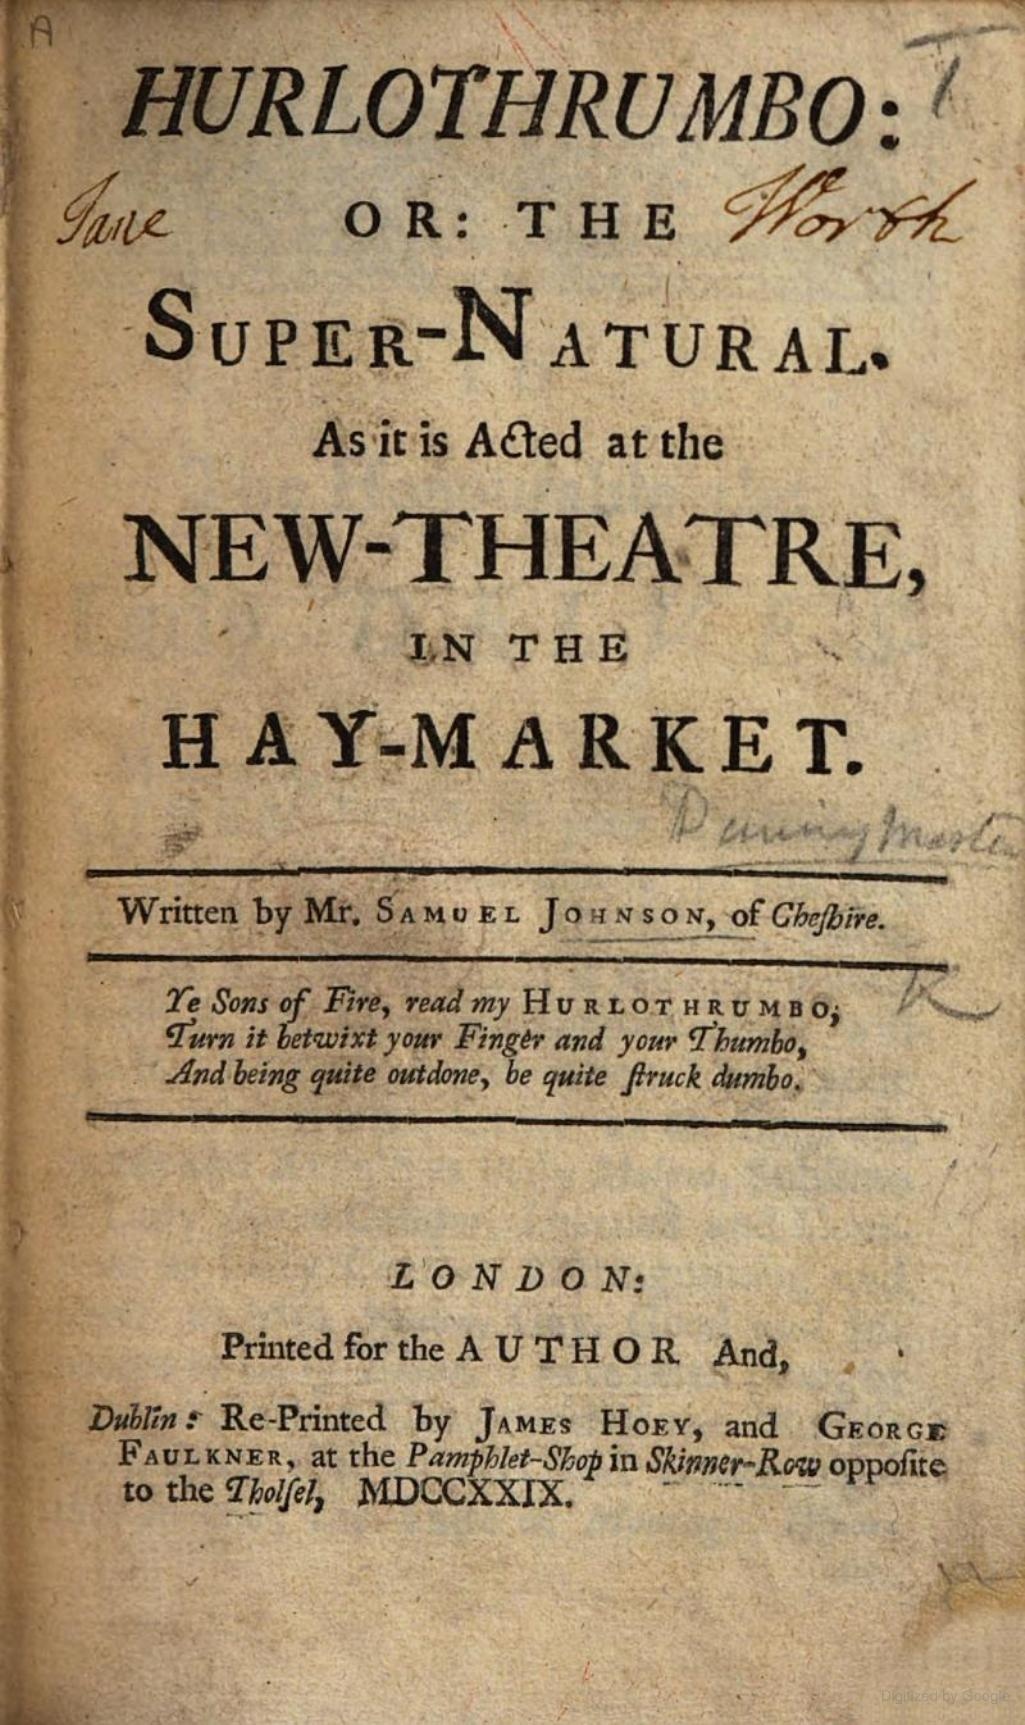 A
HURLOTHRUMBO:
T
Jane OR: THE Worth
SUPER-NATURAL.
As it is Acted at the
NEW-THEATRE,
IN THE
HAY-MARKET.
Written by Mr. SAMUEL JOHNSON, of Cheſhire.
Ye Sons of Fire, read my HURLOTHRUMBO;
Turn it betwixt your Finger and your Thumbo,
And being quite outdone, be quite ſtruck dumbo.
LONDON:
Printed for the AUTHOR And,
Dublin: Re-Printed by JAMES HOEY, and GEORGE
FAULKNER, at the Pamphlet-Shop in Skinner-Row oppoſite
to the Tholſel, MDCCXXIX.
Digitized by Google